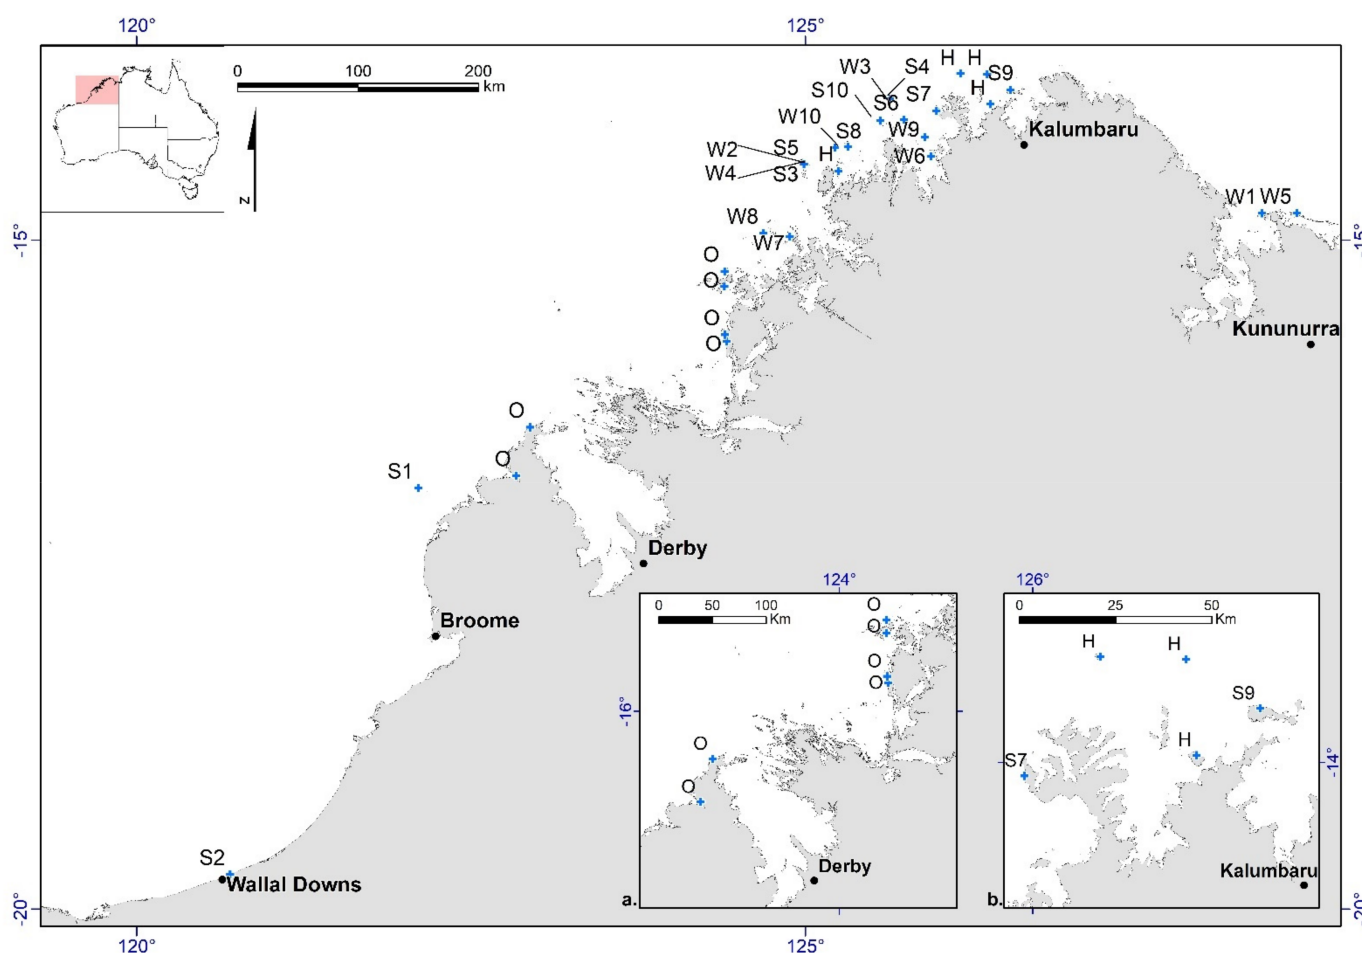 120°
125°
0 100 200
km
N
W3 S4
H H
S9
S10
S6
S7
H
Kalumbaru
W10
S8
W9
W2
S5
H
W6
W4
S3
W1 W5
-15°
-15°
W8
W7
O
O
O
O
Kununurra
O
O
S1
Derby
Broome
S2
Wallal Downs
124°
0 50 100
Km
O
O
O
O
-16°
O
O
Derby
a.
126°
0 25 50
Km
H H
S9
H
S7
-14°
Kalumbaru
b.
-20°
-20°
120°
125°